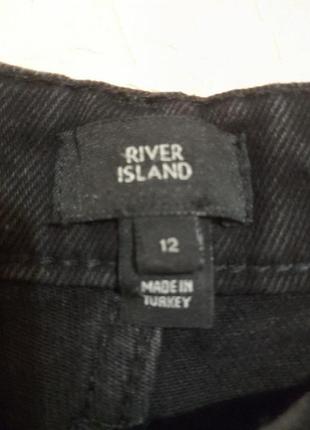 RIVER
ISLAND
12
MADE IN
TURKEY